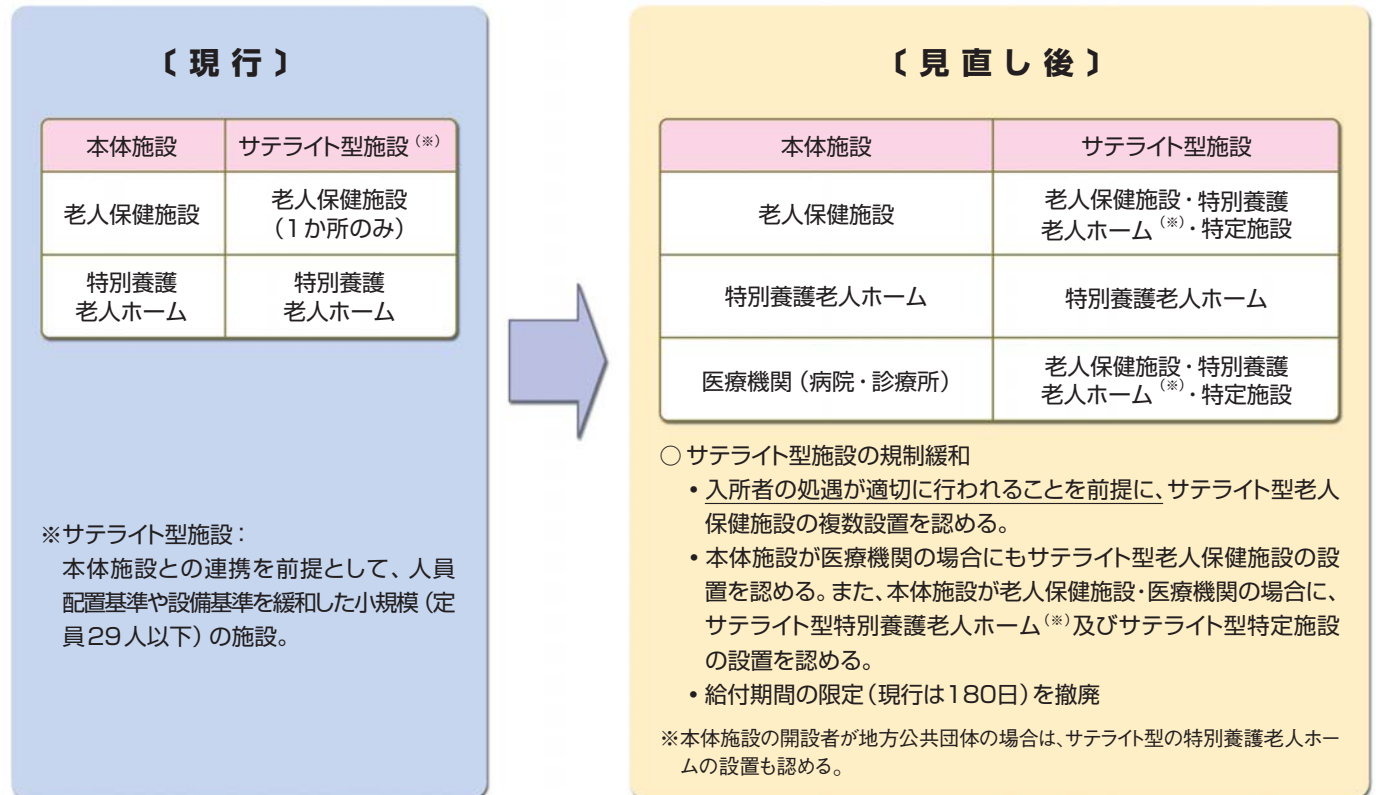 〔現行〕
本体施設 サテライト型施設(※)
老人保健施設 老人保健施設
(1か所のみ)
特別養護
老人ホーム
特別養護
老人ホーム
※サテライト型施設:
本体施設との連携を前提として、人員
配置基準や設備基準を緩和した小規模(定
員29人以下)の施設。
〔見直し後〕
本体施設 サテライト型施設
老人保健施設 老人保健施設・特別養護
老人ホーム(※)・特定施設
特別養護老人ホーム 特別養護老人ホーム
医療機関(病院・診療所) 老人保健施設・特別養護
老人ホーム(※)・特定施設
○サテライト型施設の規制緩和
・入所者の処遇が適切に行われることを前提に、サテライト型老人
保健施設の複数設置を認める。
・本体施設が医療機関の場合にもサテライト型老人保健施設の設
置を認める。また、本体施設が老人保健施設・医療機関の場合に、
サテライト型特別養護老人ホーム(※)及びサテライト型特定施設
の設置を認める。
・給付期間の限定(現行は180日)を撤廃
※本体施設の開設者が地方公共団体の場合は、サテライト型の特別養護老人ホー
ムの設置も認める。